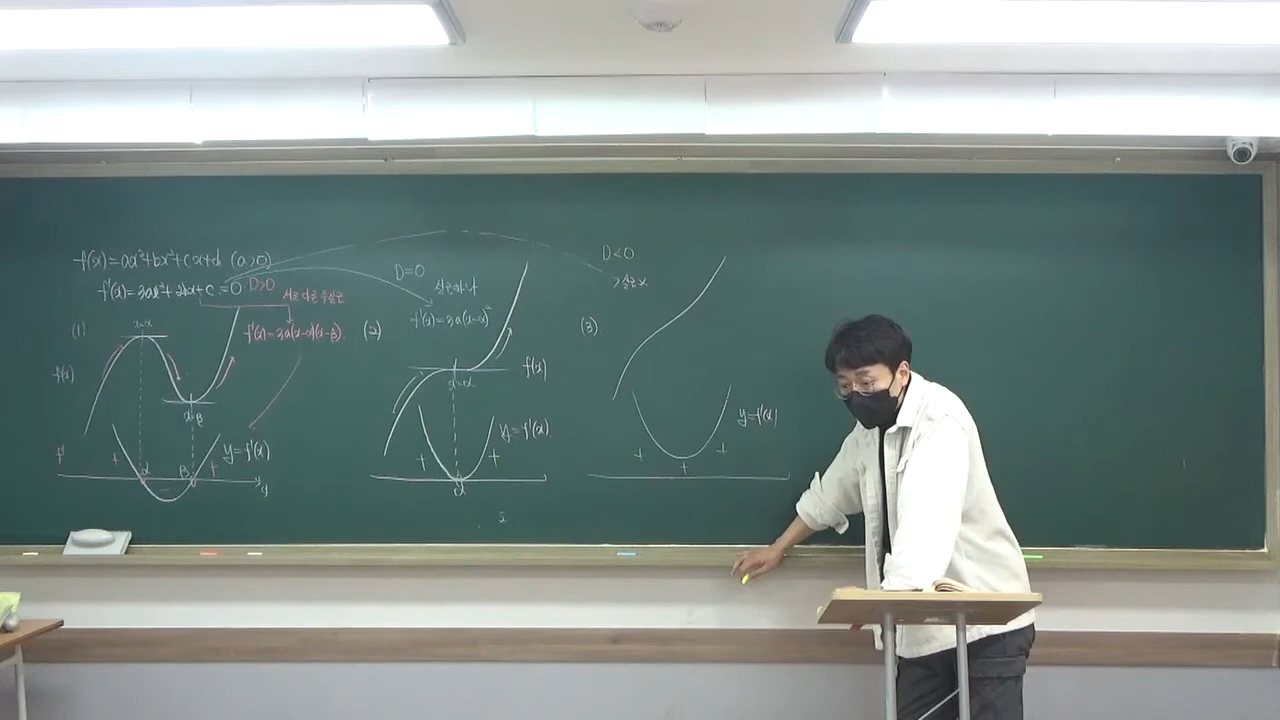 f(x)=ax³+bx²+cx+d (a>0)
f'(x)=3ax²+2bx+c=0 D>0 서로 다른 두실근
(1)
x=α
f'(x)=3a(x-α)(x-β)
f(x)
x=β
f'
+
α
-
β
+
y=f'(x)
x
D=0
실근하나
f'(x)=3a(x-α)²
(2)
x=α
f(x)
+
+
y=f'(x)
α
D<0
실근x
(3)
y=f'(x)
+
+
+